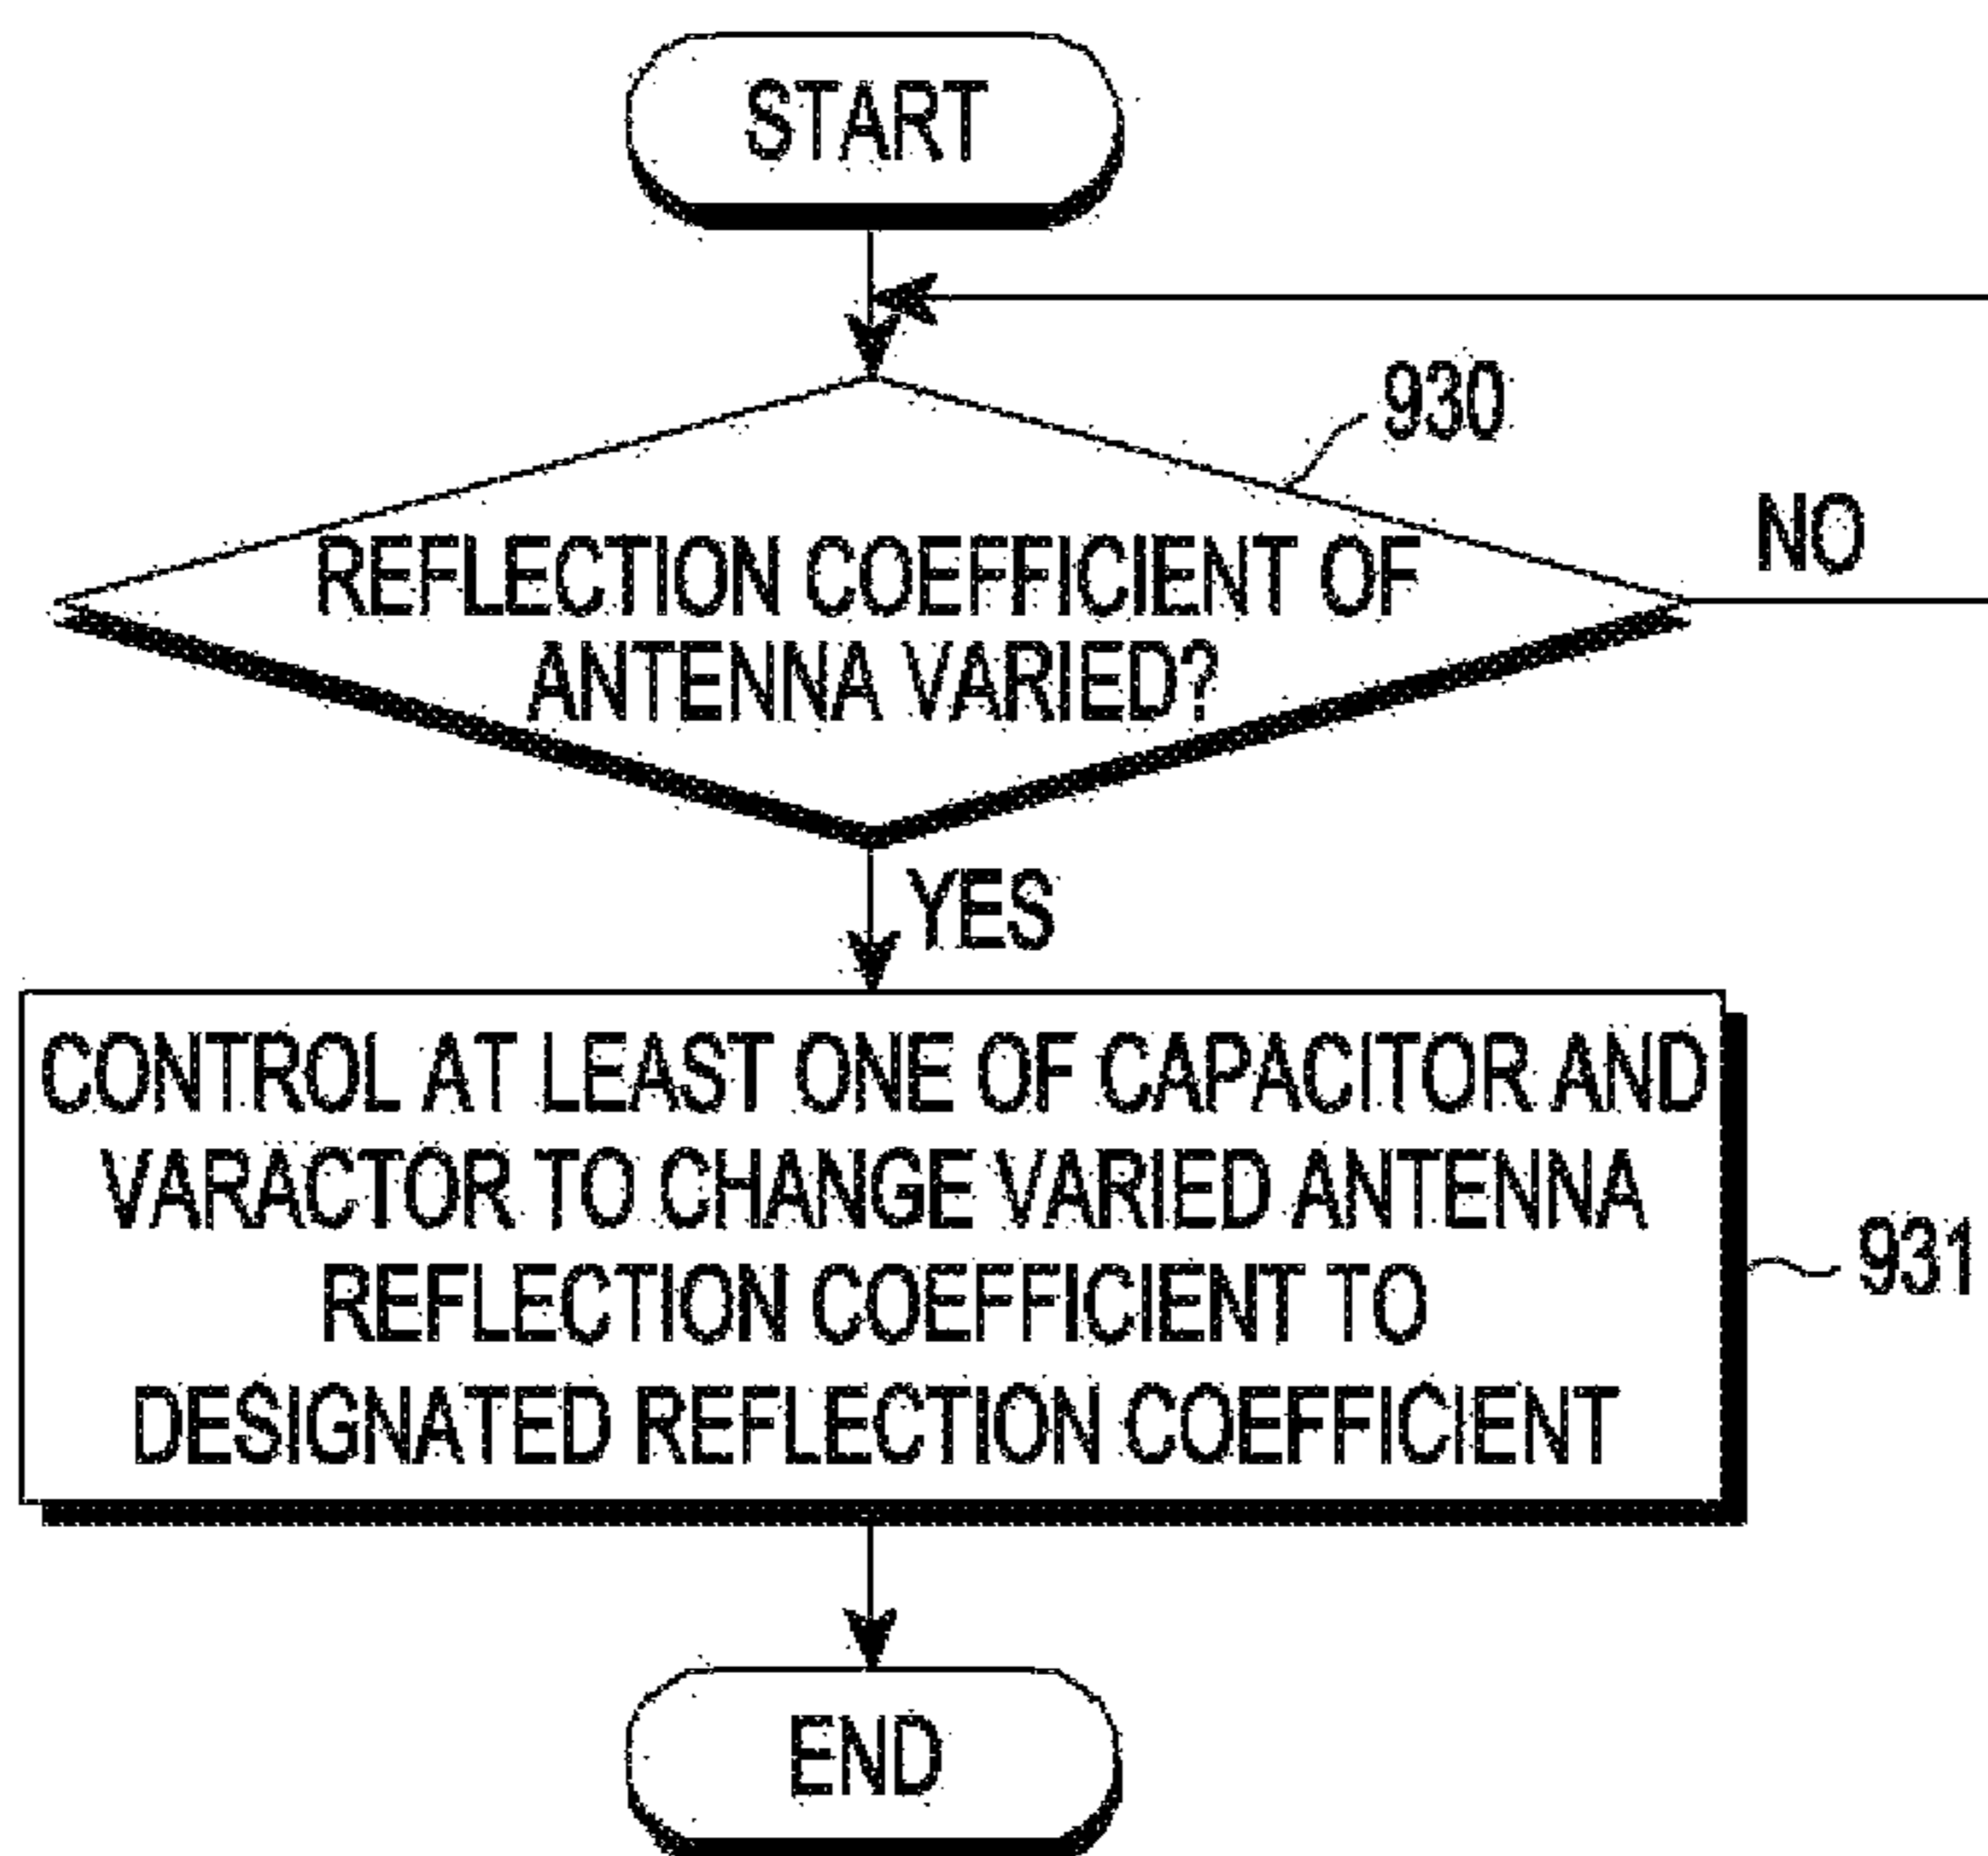 START
930
NO
REFLECTION COEFFICIENT OF
ANTENNA VARIED?
YES
CONTROL AT LEAST ONE OF CAPACITOR AND
VARACTOR TO CHANGE VARIED ANTENNA
REFLECTION COEFFICIENT TO
DESIGNATED REFLECTION COEFFICIENT
931
END